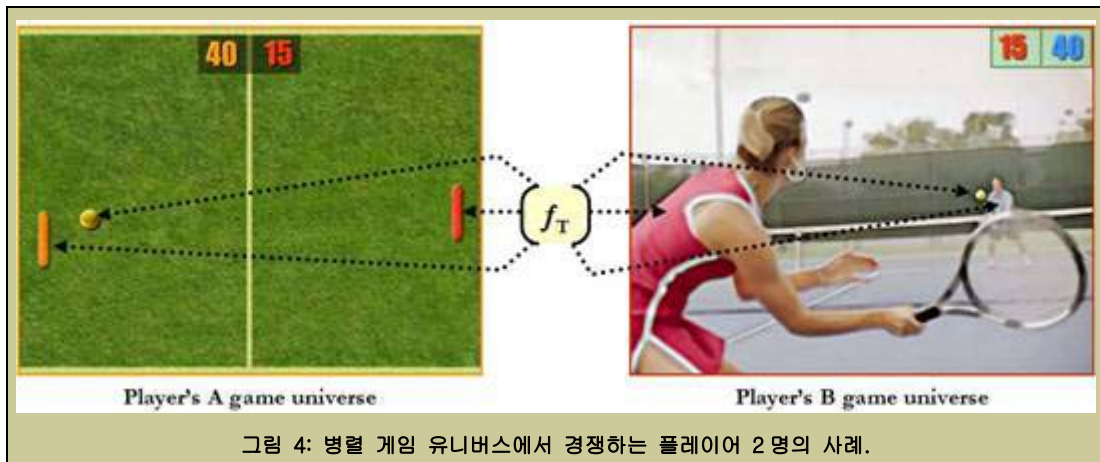 40 15
15 40
f_T
Player's A game universe
Player's B game universe
그림 4: 병렬 게임 유니버스에서 경쟁하는 플레이어 2명의 사례.